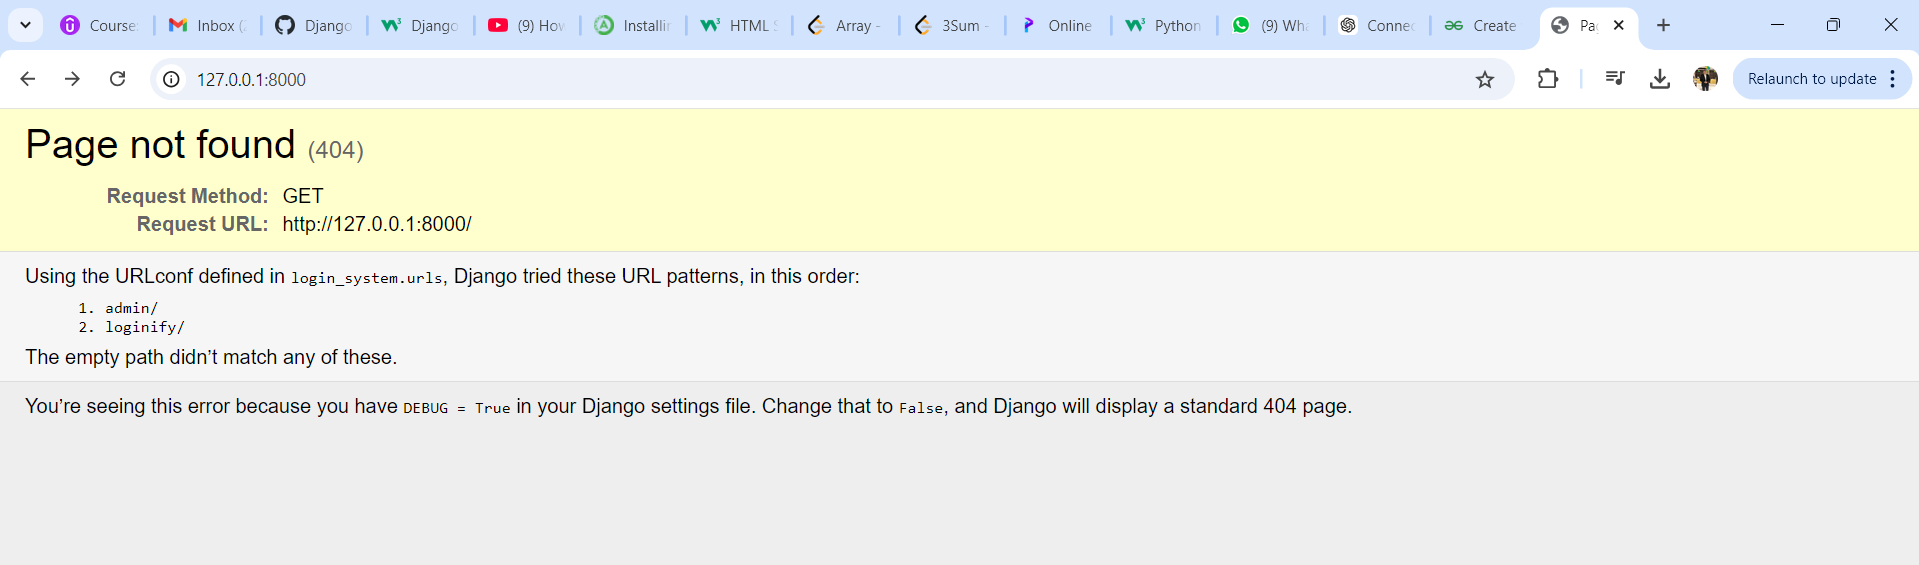 Course Inbox ( Django Django (9) How Installin HTML S Array - 3Sum - Online Python (9) Wha Connec Create Pa
127.0.0.1:8000 Relaunch to update
Page not found (404)
Request Method: GET
Request URL: http://127.0.0.1:8000/
Using the URLconf defined in login_system.urls, Django tried these URL patterns, in this order:
1. admin/
2. loginify/
The empty path didn’t match any of these.
You’re seeing this error because you have DEBUG = True in your Django settings file. Change that to False, and Django will display a standard 404 page.